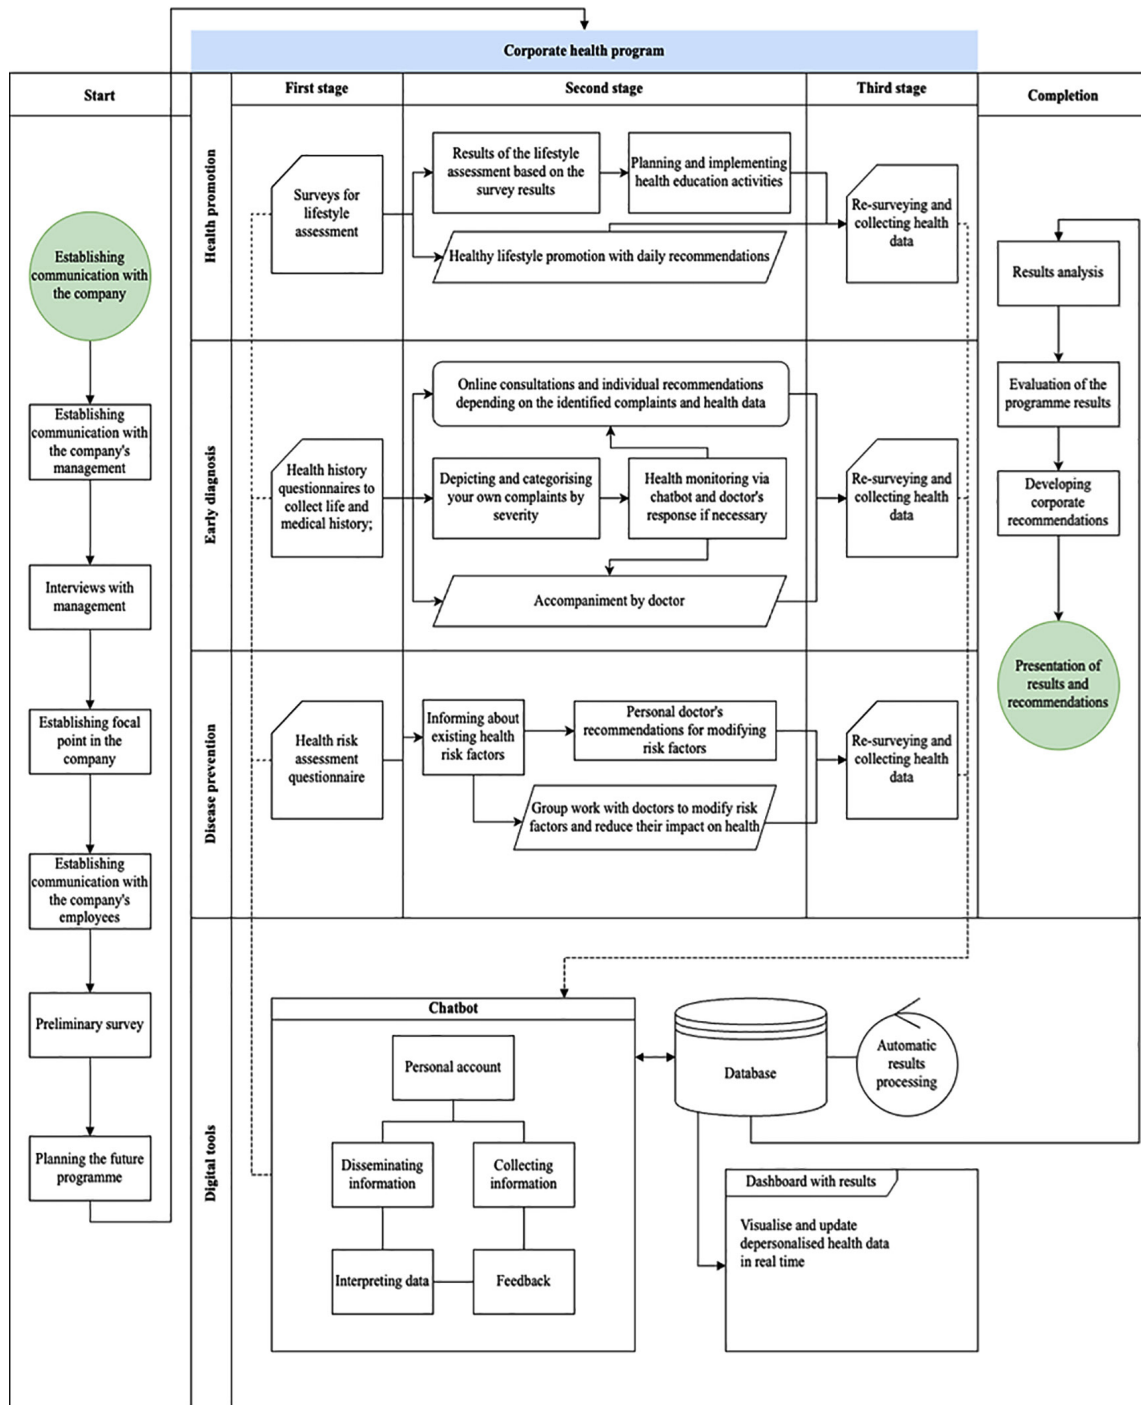 Corporate health program
Start
First stage
Second stage
Third stage
Completion
Establishing
communication with
the company
Establishing
communication with
the company's
management
Interviews with
management
Establishing focal
point in the
company
Establishing
communication with
the company's
employees
Preliminary survey
Planning the future
programme
Health promotion
Surveys for
lifestyle
assessment
Results of the lifestyle
assessment based on
the survey results
Planning and implementing
health education activities
Healthy lifestyle promotion with daily recommendations
Re-surveying and
collecting health
data
Early diagnosis
Health history
questionnaires to
collect life and
medical history;
Online consultations and individual recommendations
depending on the identified complaints and health data
Depicting and categorising
your own complaints by
severity
Health monitoring via
chatbot and doctor's
response if necessary
Accompaniment by doctor
Re-surveying and
collecting health
data
Disease prevention
Health risk
assessment
questionnaire
Informing about
existing health
risk factors
Personal doctor's
recommendations for modifying
risk factors
Group work with doctors to modify risk
factors and reduce their impact on health
Re-surveying and
collecting health
data
Digital tools
Chatbot
Personal account
Disseminating
information
Collecting
information
Interpreting data
Feedback
Database
Automatic
results
processing
Dashboard with results
Visualise and update
depersonalised health data
in real time
Results analysis
Evaluation of the
programme results
Developing
corporate
recommendations
Presentation of
results and
recommendations